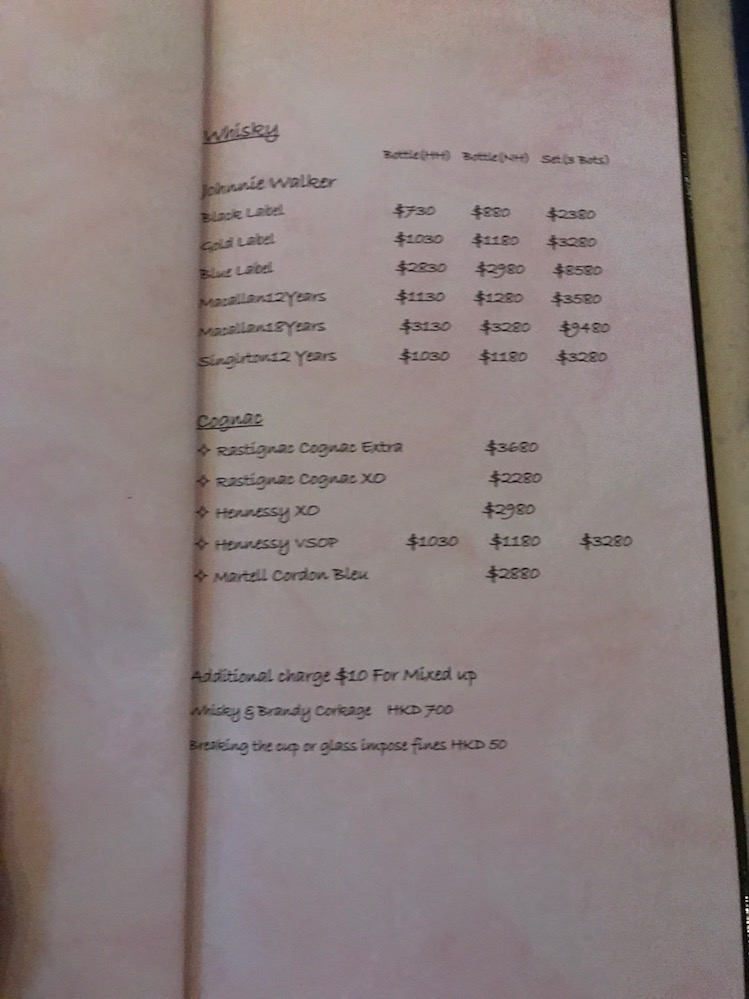 Whisky
Bottle(HH) Bottle(NH) Set(3 Bots)
Johnnie Walker
Black Label $730 $880 $2380
Gold Label $1030 $1180 $3280
Blue Label $2830 $2980 $8580
Macallan12Years $1130 $1280 $3580
Macallan18Years $3130 $3280 $9480
Singlrton12 Years $1030 $1180 $3280
Cognac
✧ Rastignac Cognac Extra $3680
✧ Rastignac Cognac XO $2280
✧ Hennessy XO $2980
✧ Hennessy VSOP $1030 $1180 $3280
✧ Martell Cordon Bleu $2880
Additional charge $10 For Mixed up
Whisky & Brandy Corkage HKD 700
Breaking the cup or glass impose fines HKD 50